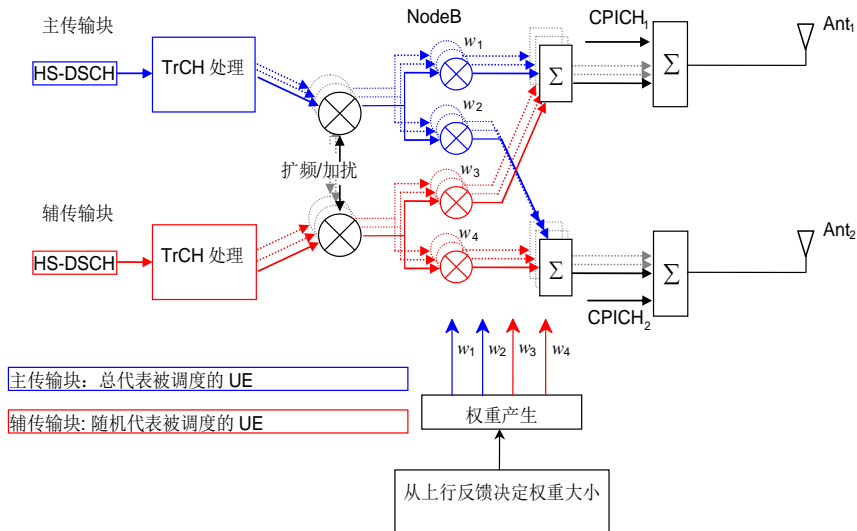 主传输块
NodeB
CPICH1
Ant1
HS-DSCH
TrCH 处理
w1
Σ
Σ
w2
扩频/加扰
w3
辅传输块
Ant2
HS-DSCH
TrCH 处理
w4
Σ
Σ
CPICH2
w1 w2 w3 w4
主传输块：总代表被调度的 UE
辅传输块: 随机代表被调度的 UE
权重产生
从上行反馈决定权重大小